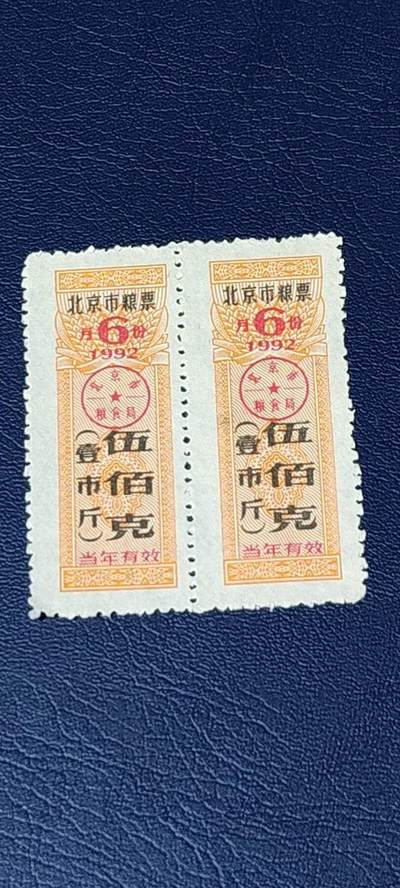 北京市粮票
6月份
1992
北京市
粮食局
伍佰克
（壹市斤）
当年有效
北京市粮票
6月份
1992
北京市
粮食局
伍佰克
（壹市斤）
当年有效